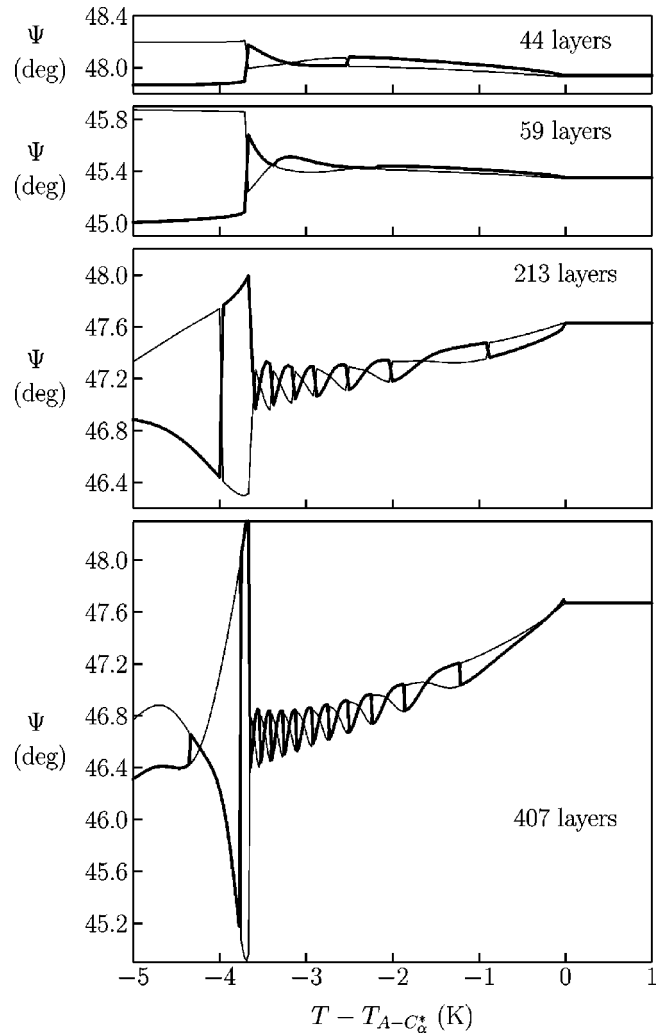 48.4
Ψ
44 layers
48.0
(deg)
45.8
59 layers
Ψ
45.4
(deg)
45.0
48.0
213 layers
47.6
Ψ
47.2
(deg)
46.8
46.4
48.0
47.6
47.2
46.8
Ψ
(deg)
46.4
46.0
407 layers
45.6
45.2
−5 −4 −3 −2 −1 0 1
T − T_{A−C_α^*} (K)